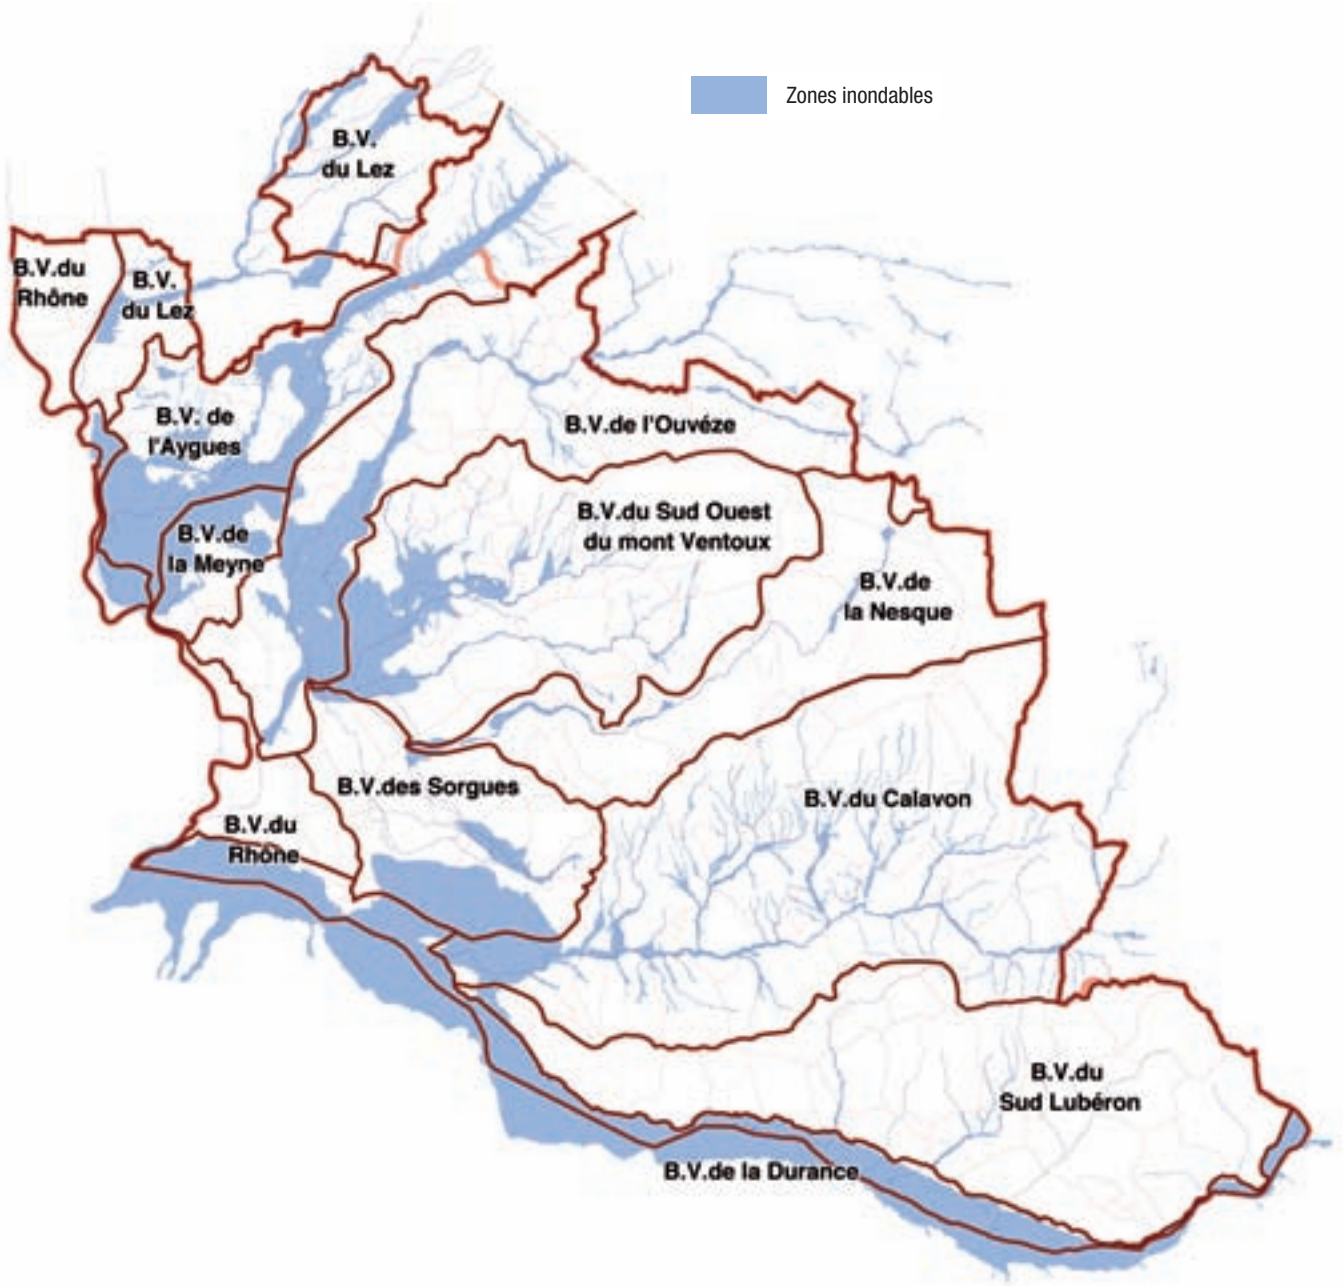 Zones inondables
B.V.
du Lez
B.V.du
Rhône
B.V.
du Lez
B.V. de
l'Aygues
B.V.de l'Ouvéze
B.V.du Sud Ouest
du mont Ventoux
B.V.de
la Meyne
B.V.de
la Nesque
B.V.des Sorgues
B.V.du Calavon
B.V.du
Rhône
B.V.du
Sud Lubéron
B.V.de la Durance